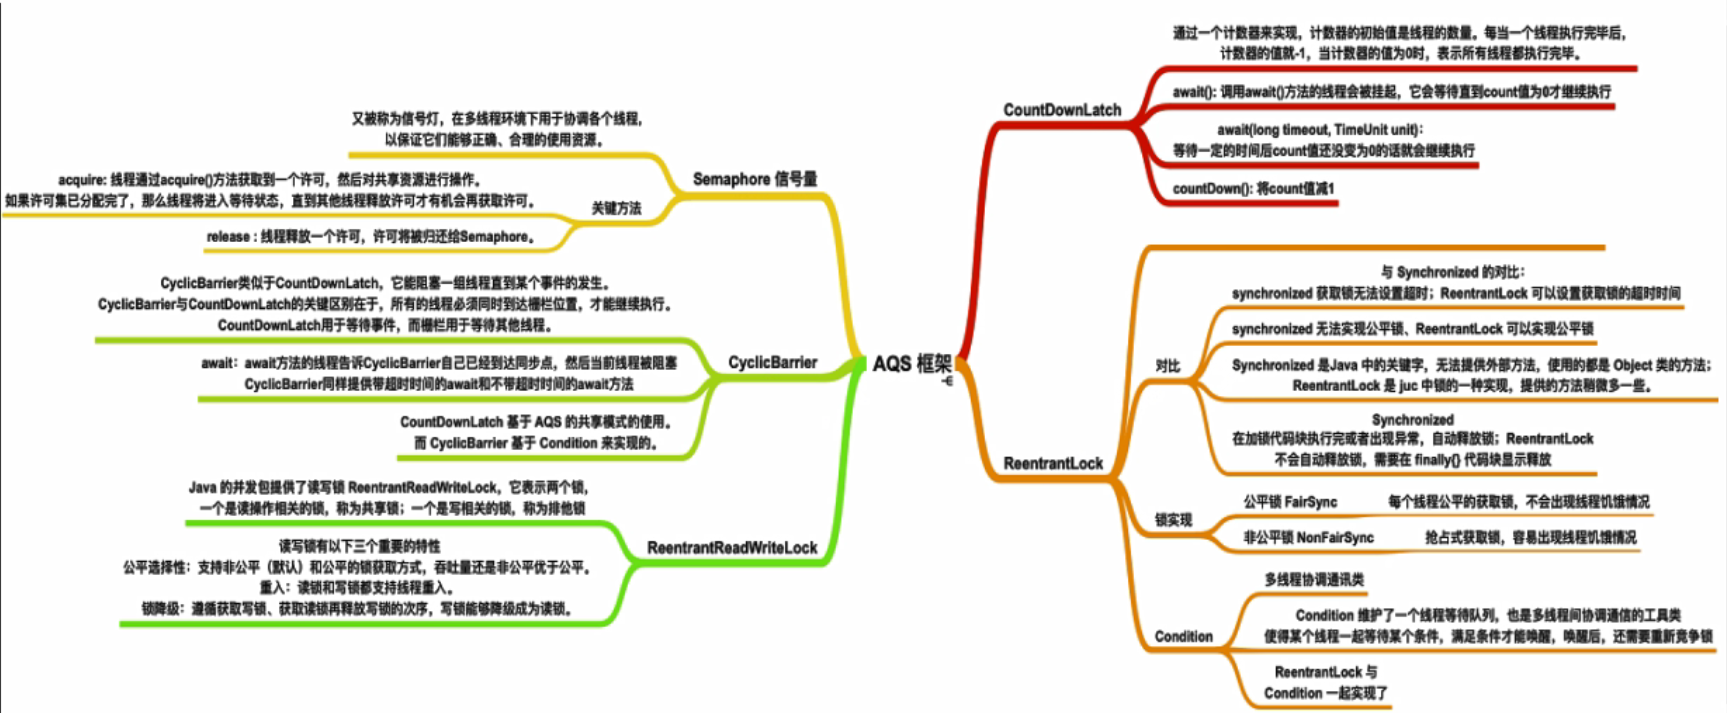 AQS 框架
CountDownLatch
通过一个计数器来实现，计数器的初始值是线程的数量。每当一个线程执行完毕后，
计数器的值就-1，当计数器的值为0时，表示所有线程都执行完毕。
await(): 调用await()方法的线程会被挂起，它会等待直到count值为0才继续执行
await(long timeout, TimeUnit unit)：
等待一定的时间后count值还没变为0的话就会继续执行
countDown(): 将count值减1
ReentrantLock
对比
与 Synchronized 的对比：
synchronized 获取锁无法设置超时；ReentrantLock 可以设置获取锁的超时时间
synchronized 无法实现公平锁、ReentrantLock 可以实现公平锁
Synchronized 是Java 中的关键字，无法提供外部方法，使用的都是 Object 类的方法；
ReentrantLock 是 juc 中锁的一种实现，提供的方法稍微多一些。
Synchronized
在加锁代码块执行完或者出现异常，自动释放锁；ReentrantLock
不会自动释放锁，需要在 finally{} 代码块显示释放
锁实现
公平锁 FairSync
每个线程公平的获取锁，不会出现线程饥饿情况
非公平锁 NonFairSync
抢占式获取锁，容易出现线程饥饿情况
Condition
多线程协调通讯类
Condition 维护了一个线程等待队列，也是多线程间协调通信的工具类
使得某个线程一起等待某个条件，满足条件才能唤醒，唤醒后，还需要重新竞争锁
ReentrantLock 与
Condition 一起实现了
Semaphore 信号量
又被称为信号灯，在多线程环境下用于协调各个线程，
以保证它们能够正确、合理的使用资源。
关键方法
acquire: 线程通过acquire()方法获取到一个许可，然后对共享资源进行操作。
如果许可集已分配完了，那么线程将进入等待状态，直到其他线程释放许可才有机会再获取许可。
release : 线程释放一个许可，许可将被归还给Semaphore。
CyclicBarrier
CyclicBarrier类似于CountDownLatch，它能阻塞一组线程直到某个事件的发生。
CyclicBarrier与CountDownLatch的关键区别在于，所有的线程必须同时到达栅栏位置，才能继续执行。
CountDownLatch用于等待事件，而栅栏用于等待其他线程。
await：await方法的线程告诉CyclicBarrier自己已经到达同步点，然后当前线程被阻塞
CyclicBarrier同样提供带超时时间的await和不带超时时间的await方法
CountDownLatch 基于 AQS 的共享模式的使用。
而 CyclicBarrier 基于 Condition 来实现的。
ReentrantReadWriteLock
Java 的并发包提供了读写锁 ReentrantReadWriteLock，它表示两个锁，
一个是读操作相关的锁，称为共享锁；一个是写相关的锁，称为排他锁
读写锁有以下三个重要的特性
公平选择性：支持非公平（默认）和公平的锁获取方式，吞吐量还是非公平优于公平。
重入：读锁和写锁都支持线程重入。
锁降级：遵循获取写锁、获取读锁再释放写锁的次序，写锁能够降级成为读锁。